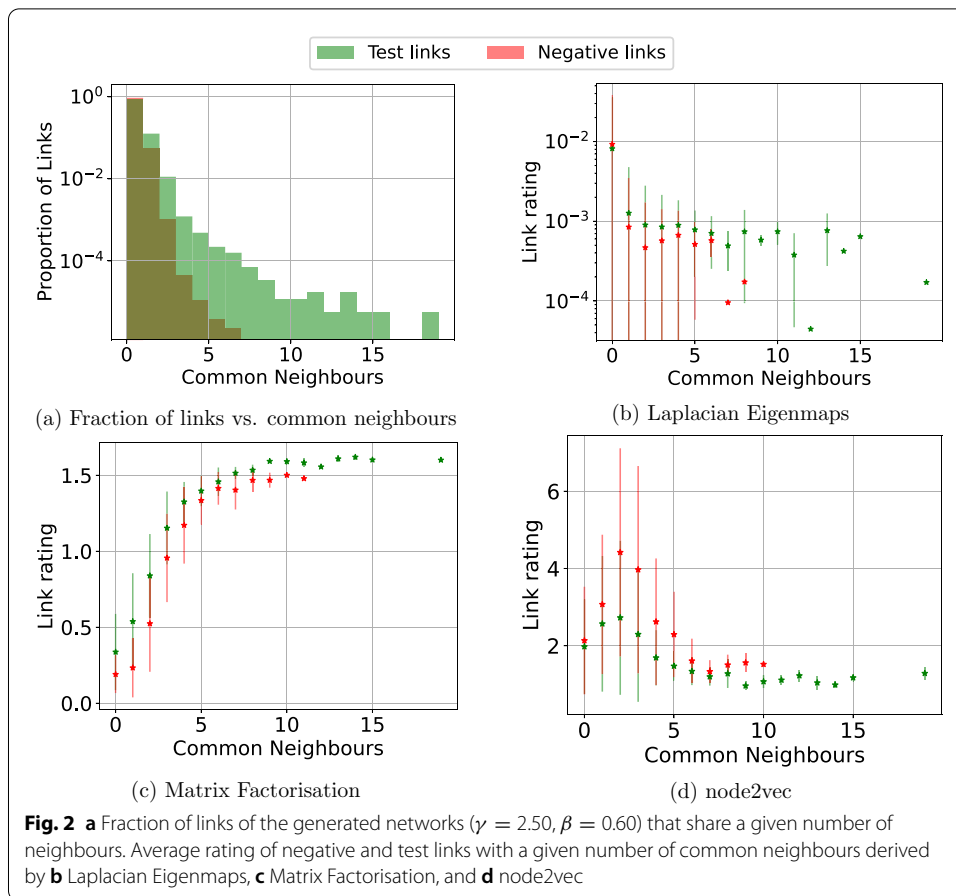 Test links Negative links
10^0
10^-2
10^-4
Proportion of Links
0 5 10 15
Common Neighbours
(a) Fraction of links vs. common neighbours
10^-2
10^-3
10^-4
Link rating
0 5 10 15
Common Neighbours
(b) Laplacian Eigenmaps
1.5
1.0
0.5
0.0
Link rating
0 5 10 15
Common Neighbours
(c) Matrix Factorisation
6
4
2
Link rating
0 5 10 15
Common Neighbours
(d) node2vec
Fig. 2 a Fraction of links of the generated networks (γ = 2.50, β = 0.60) that share a given number of
neighbours. Average rating of negative and test links with a given number of common neighbours derived
by b Laplacian Eigenmaps, c Matrix Factorisation, and d node2vec